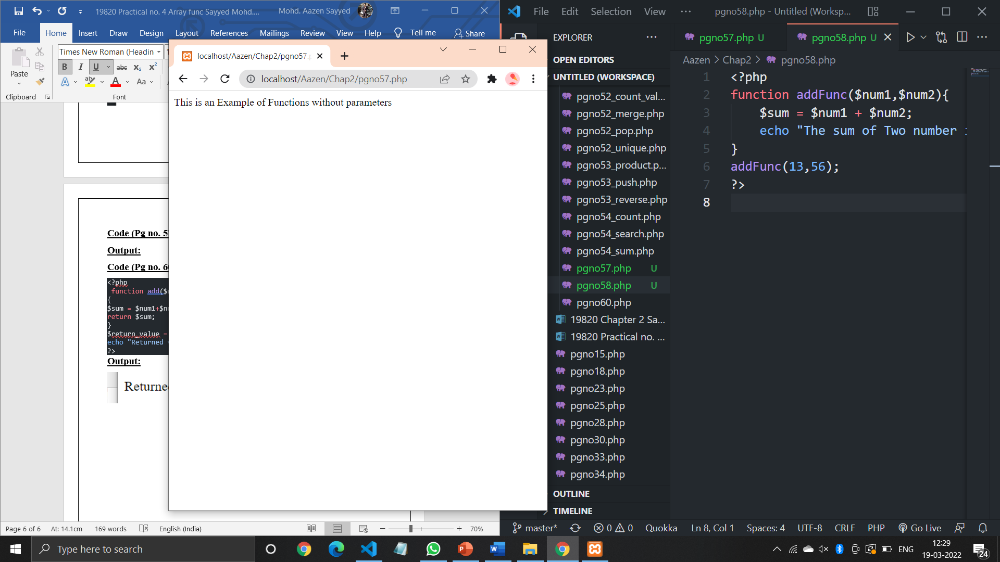 19820 Practical no. 4 Array func Sayyed Mohd....
Mohd. Aazen Sayyed
File
Home
Insert
Draw
Design
Layout
References
Mailings
Review
View
Help
Tell me
Share
Paste
Times New Roman (Headin
B I U abc x₂ x²
A ab A Aa
Clipboard
Font
Code (Pg no. 5
Output:
Code (Pg no. 6
<?php
function add($
{
$sum = $num1+$n
return $sum;
}
$return_value =
echo "Returned
?>
Output:
Returned
Page 6 of 6
At: 14.1cm
169 words
English (India)
70%
localhost/Aazen/Chap2/pgno57.p
localhost/Aazen/Chap2/pgno57.php
This is an Example of Functions without parameters
File
Edit
Selection
View
pgno58.php - Untitled (Worksp...
EXPLORER
OPEN EDITORS
UNTITLED (WORKSPACE)
pgno52_count_val...
pgno52_merge.php
pgno52_pop.php
pgno52_unique.php
pgno53_product.p...
pgno53_push.php
pgno53_reverse.php
pgno54_count.php
pgno54_search.php
pgno54_sum.php
pgno57.php U
pgno58.php U
pgno60.php
19820 Chapter 2 Sa...
19820 Practical no. ...
pgno15.php
pgno18.php
pgno23.php
pgno25.php
pgno28.php
pgno30.php
pgno33.php
pgno34.php
OUTLINE
TIMELINE
pgno57.php U
pgno58.php U
Aazen > Chap2 > pgno58.php
1 <?php
2 function addFunc($num1,$num2){
3 $sum = $num1 + $num2;
4 echo "The sum of Two number
5 }
6 addFunc(13,56);
7 ?>
8
master*
0
0
Quokka
Ln 8, Col 1
Spaces: 4
UTF-8
CRLF
PHP
Go Live
Type here to search
ENG
12:29
19-03-2022
24